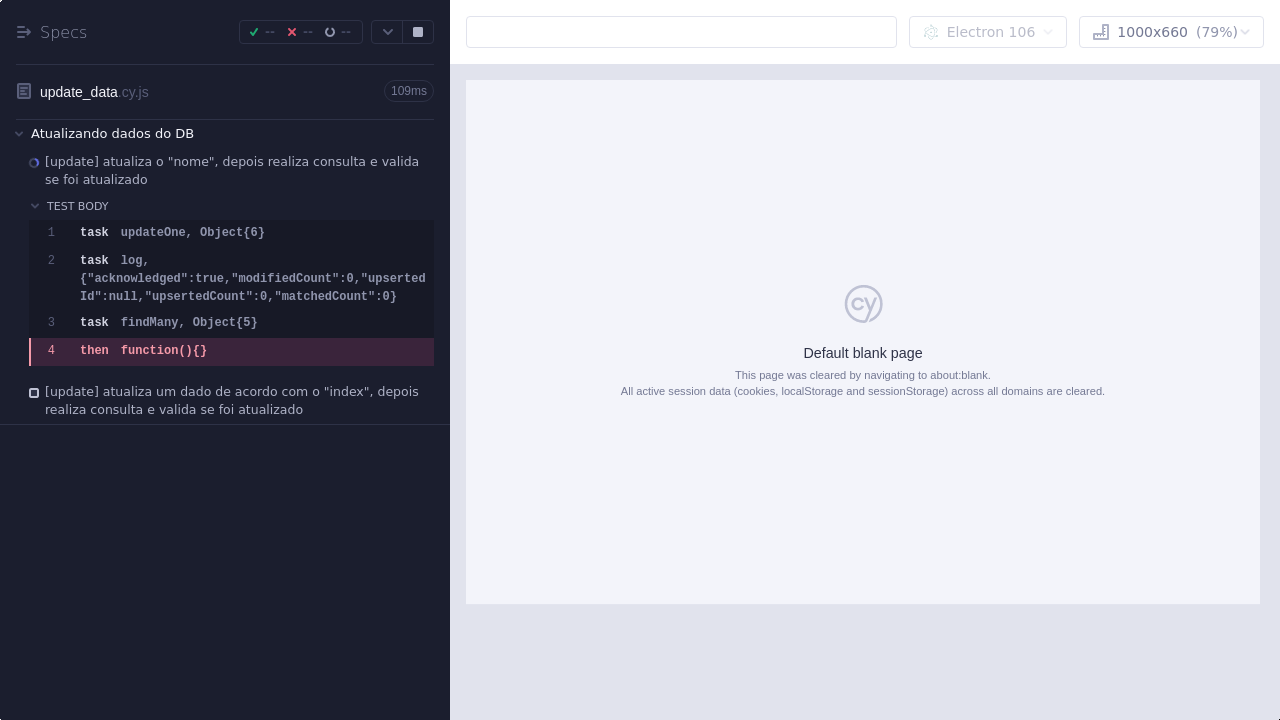 Specs
--
--
--
Electron 106
1000x660 (79%)
update_data.cy.js
109ms
Atualizando dados do DB
[update] atualiza o "nome", depois realiza consulta e valida
se foi atualizado
TEST BODY
1 task updateOne, Object{6}
2 task log,
{"acknowledged":true,"modifiedCount":0,"upserted
Id":null,"upsertedCount":0,"matchedCount":0}
3 task findMany, Object{5}
4 then function(){}
[update] atualiza um dado de acordo com o "index", depois
realiza consulta e valida se foi atualizado
cy
Default blank page
This page was cleared by navigating to about:blank.
All active session data (cookies, localStorage and sessionStorage) across all domains are cleared.